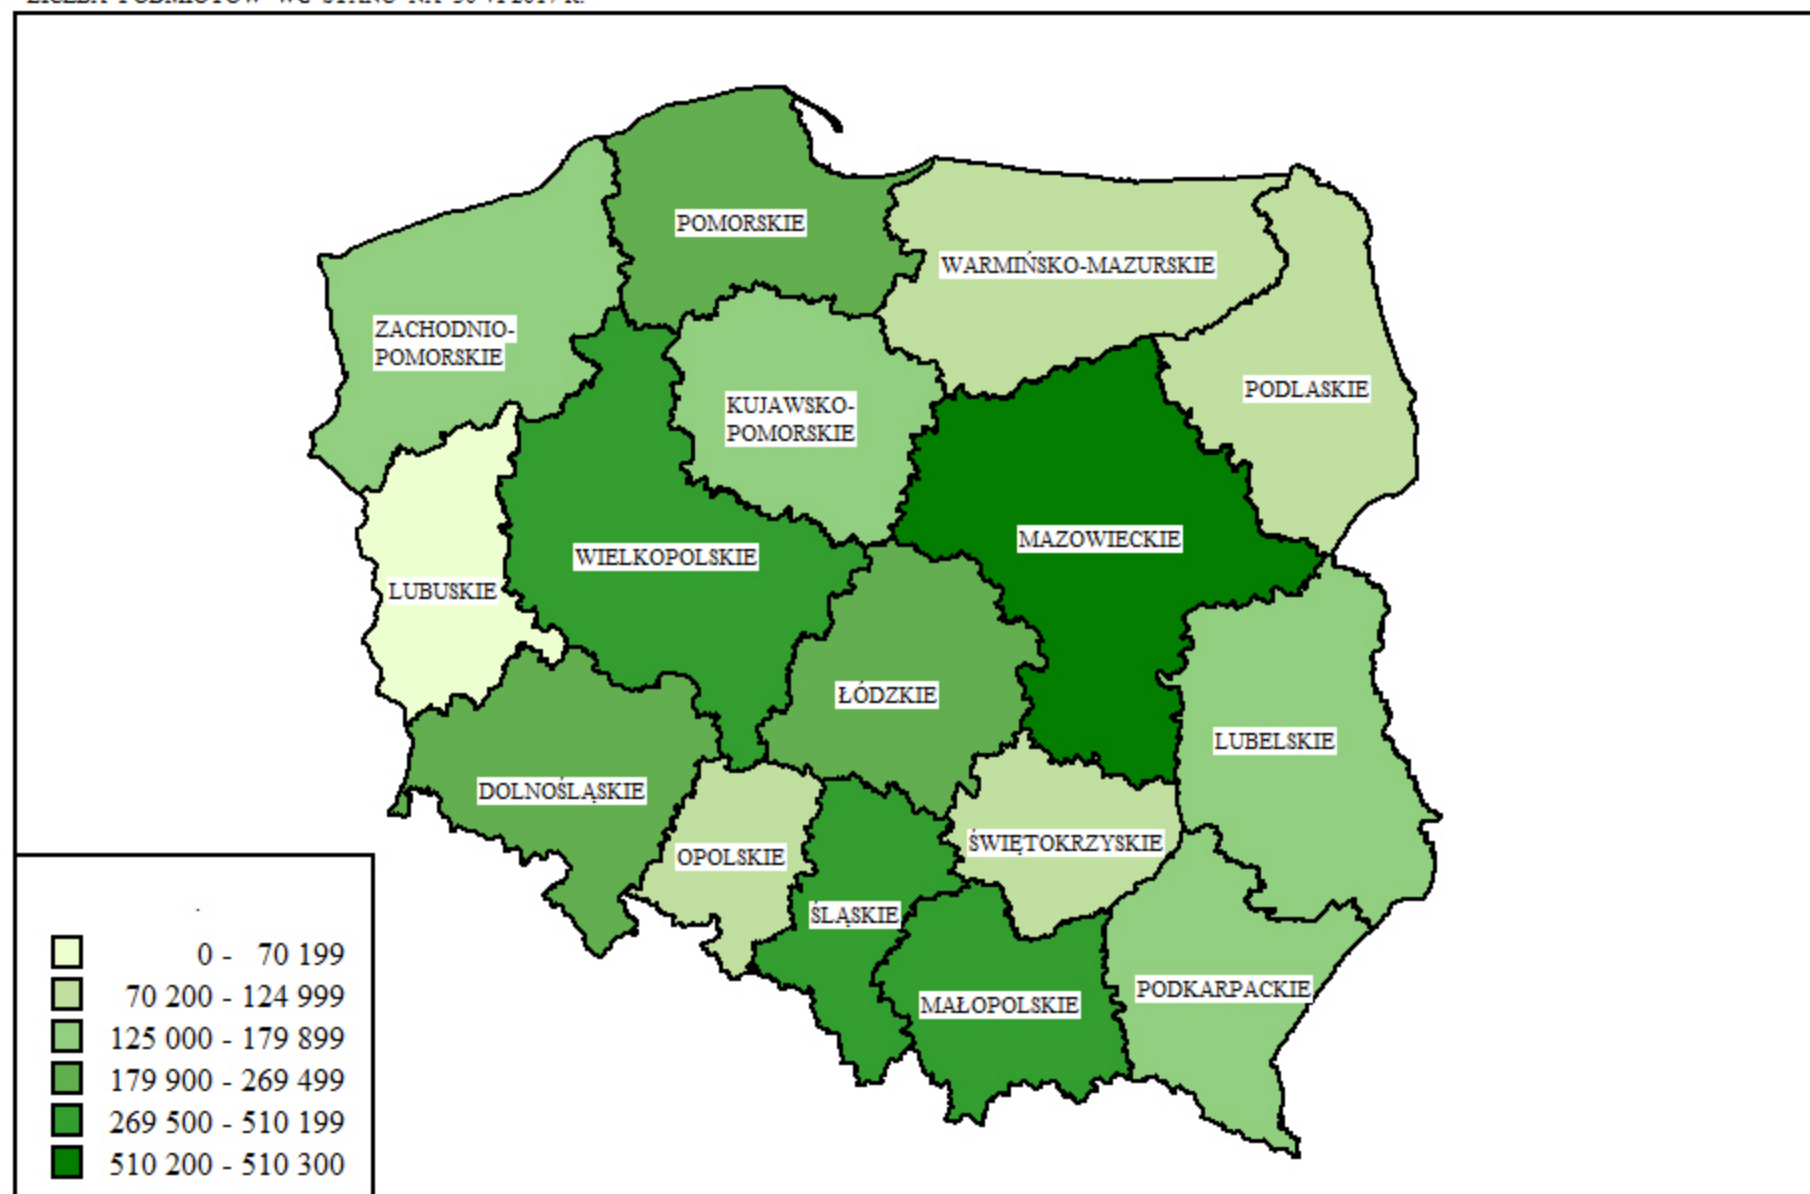 POMORSKIE
WARMIŃSKO-MAZURSKIE
ZACHODNIO-
POMORSKIE
PODLASKIE
KUJAWSKO-
POMORSKIE
MAZOWIECKIE
WIELKOPOLSKIE
LUBUSKIE
ŁÓDZKIE
LUBELSKIE
DOLNOŚLĄSKIE
ŚWIĘTOKRZYSKIE
OPOLSKIE
ŚLĄSKIE
PODKARPACKIE
MAŁOPOLSKIE
0 - 70 199
70 200 - 124 999
125 000 - 179 899
179 900 - 269 499
269 500 - 510 199
510 200 - 510 300